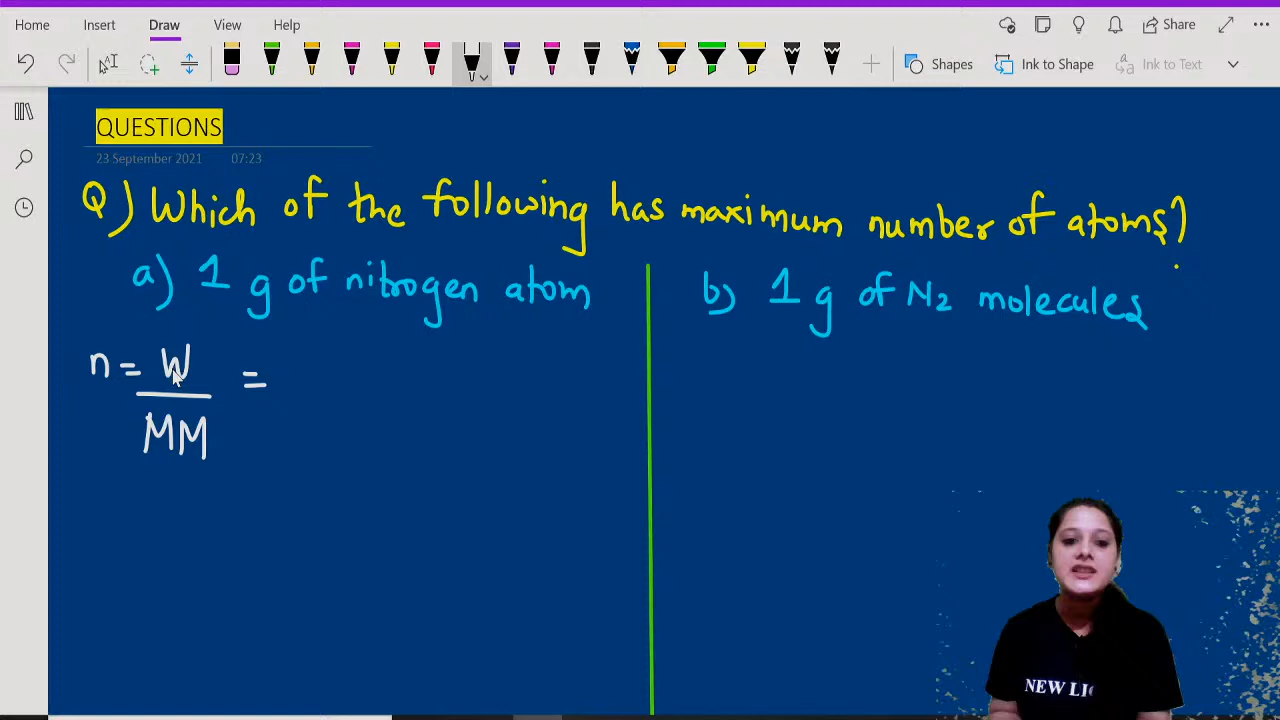 Home Insert Draw View Help Share
Shapes Ink to Shape Ink to Text
QUESTIONS
23 September 2021 07:23
Q) Which of the following has maximum number of atoms?
a) 1 g of nitrogen atom
b) 1 g of N2 molecules
n = W =
MM
NEW LIG